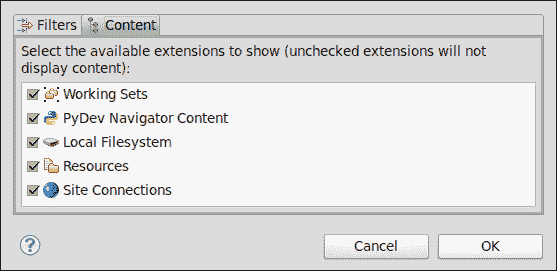 Filters Content
Select the available extensions to show (unchecked extensions will not
display content):
Working Sets
PyDev Navigator Content
Local Filesystem
Resources
Site Connections
? Cancel OK